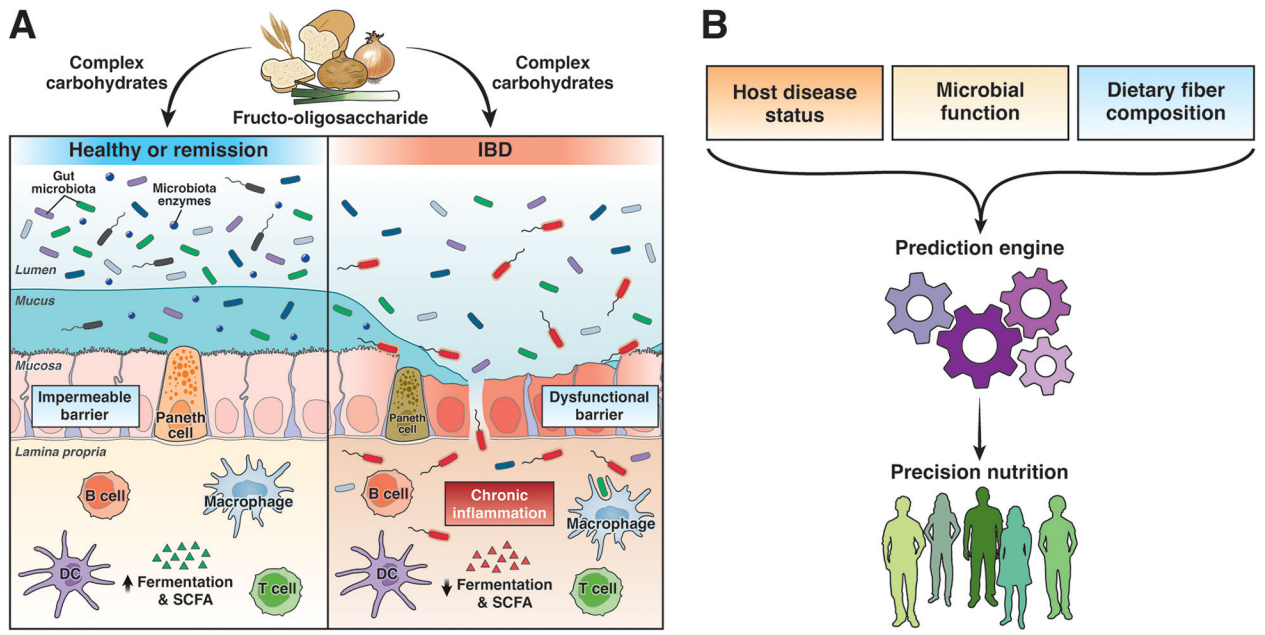 A
Complex
carbohydrates
Complex
carbohydrates
Fructo-oligosaccharide
Healthy or remission
IBD
Gut
microbiota
Microbiota
enzymes
Lumen
Mucus
Mucosa
Impermeable
barrier
Paneth
cell
Paneth
cell
Dysfunctional
barrier
Lamina propria
B cell
Macrophage
B cell
Chronic
inflammation
Macrophage
DC
Fermentation
& SCFA
T cell
DC
Fermentation
& SCFA
T cell
B
Host disease
status
Microbial
function
Dietary fiber
composition
Prediction engine
Precision nutrition